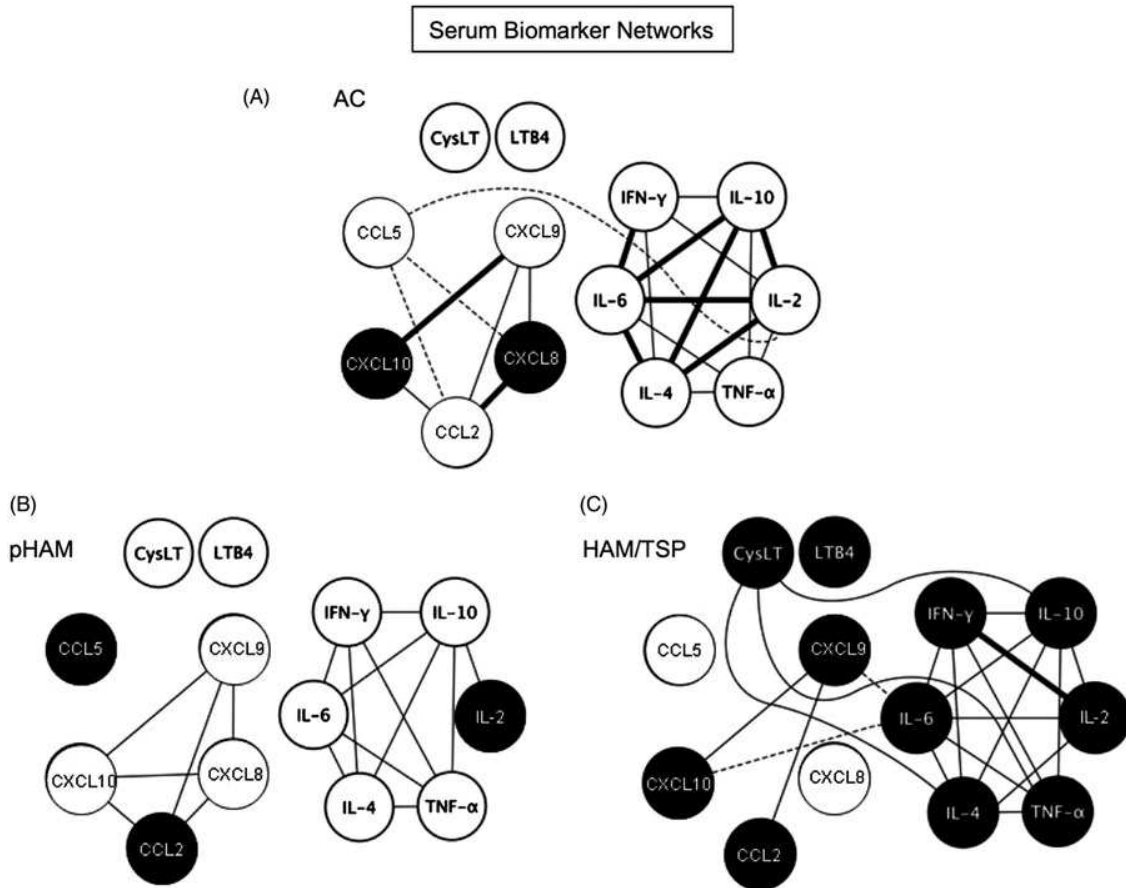 Serum Biomarker Networks
(A)
AC
CysLT
LTB4
IFN-γ
IL-10
CCL5
CXCL9
IL-6
IL-2
CXCL10
CXCL8
IL-4
TNF-α
CCL2
(B)
pHAM
CysLT
LTB4
IFN-γ
IL-10
CCL5
CXCL9
IL-6
IL-2
CXCL10
CXCL8
IL-4
TNF-α
CCL2
(C)
HAM/TSP
CysLT
LTB4
IFN-γ
IL-10
CCL5
CXCL9
IL-6
IL-2
CXCL10
CXCL8
IL-4
TNF-α
CCL2